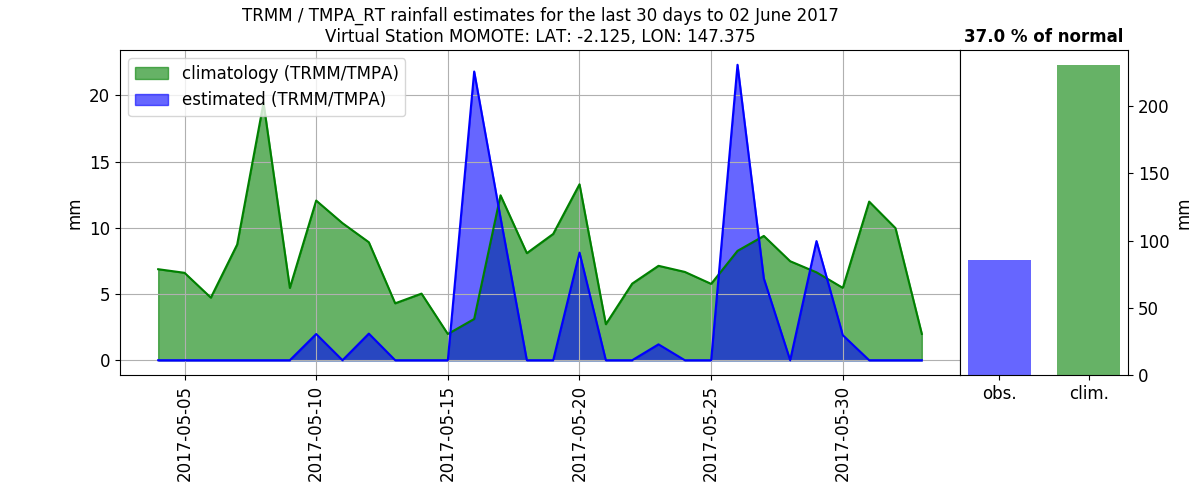 TRMM / TMPA_RT rainfall estimates for the last 30 days to 02 June 2017
Virtual Station MOMOTE: LAT: -2.125, LON: 147.375
37.0 % of normal
climatology (TRMM/TMPA)
estimated (TRMM/TMPA)
mm
20
15
10
5
0
2017-05-05
2017-05-10
2017-05-15
2017-05-20
2017-05-25
2017-05-30
200
150
100
50
0
mm
obs.
clim.